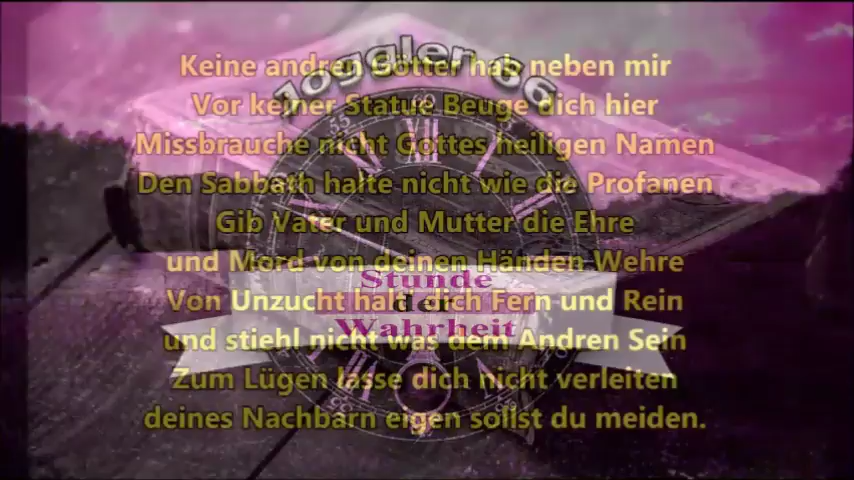 Joggler 66
Keine andren Götter hab neben mir
Vor keiner Statue Beuge dich hier
Missbrauche nicht Gottes heiligen Namen
Den Sabbath halte nicht wie die Profanen
Gib Vater und Mutter die Ehre
und Mord von deinen Händen Wehre
Von Unzucht halt dich Fern und Rein
und stiehl nicht was dem Andren Sein
Zum Lügen lasse dich nicht verleiten
deines Nachbarn eigen sollst du meiden.
Stunde
der
Wahrheit